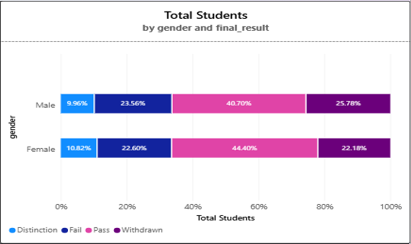 Total Students
by gender and final_result
gender
Male 9.96% 23.56% 40.70% 25.78%
Female 10.82% 22.60% 44.40% 22.18%
0% 20% 40% 60% 80% 100%
Total Students
Distinction Fail Pass Withdrawn